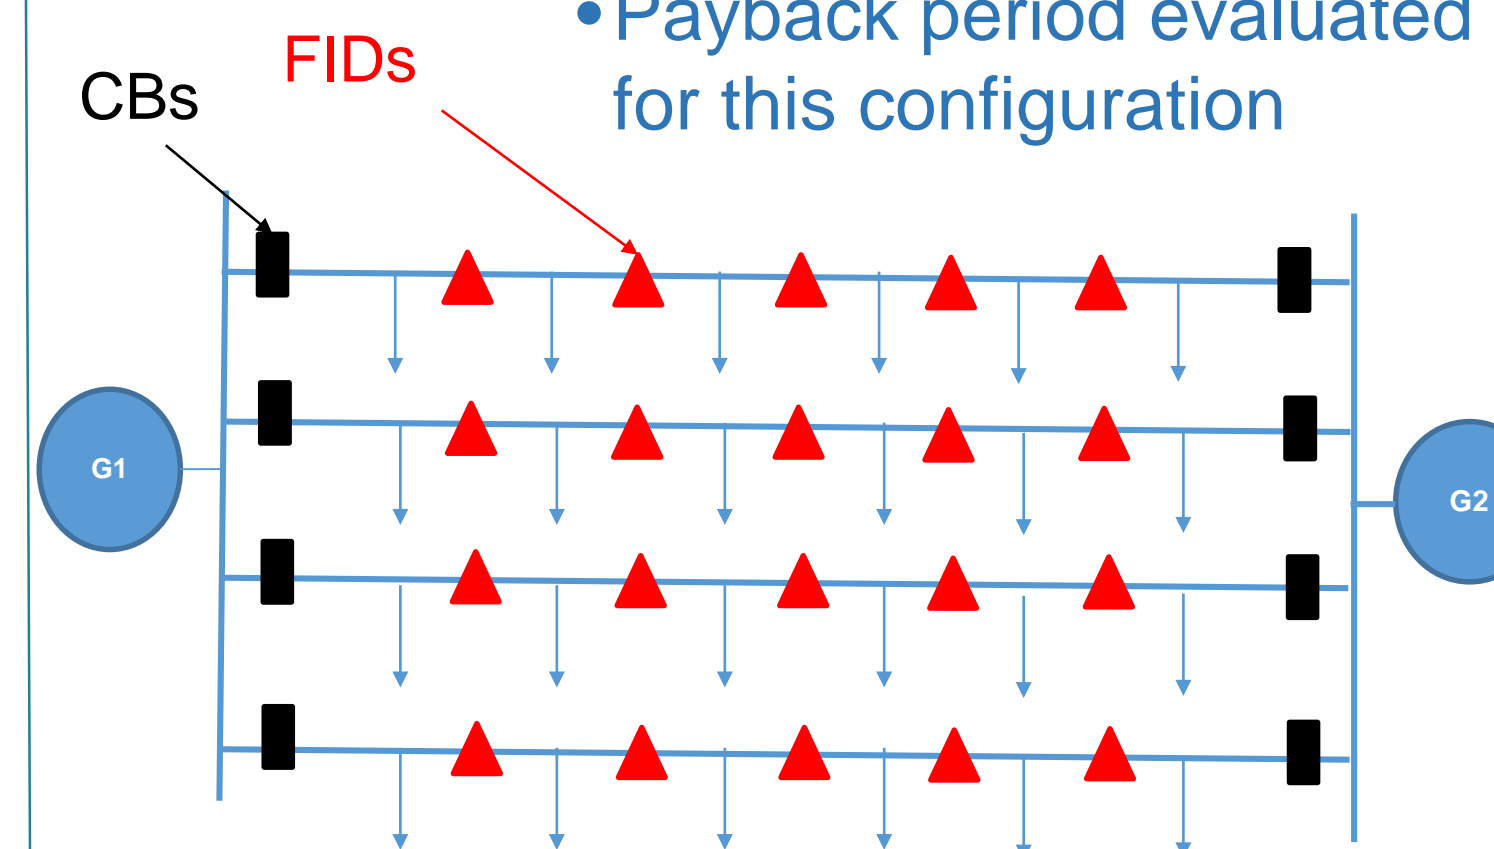 •Payback period evaluated
for this configuration
FIDs
CBs
G1
G2